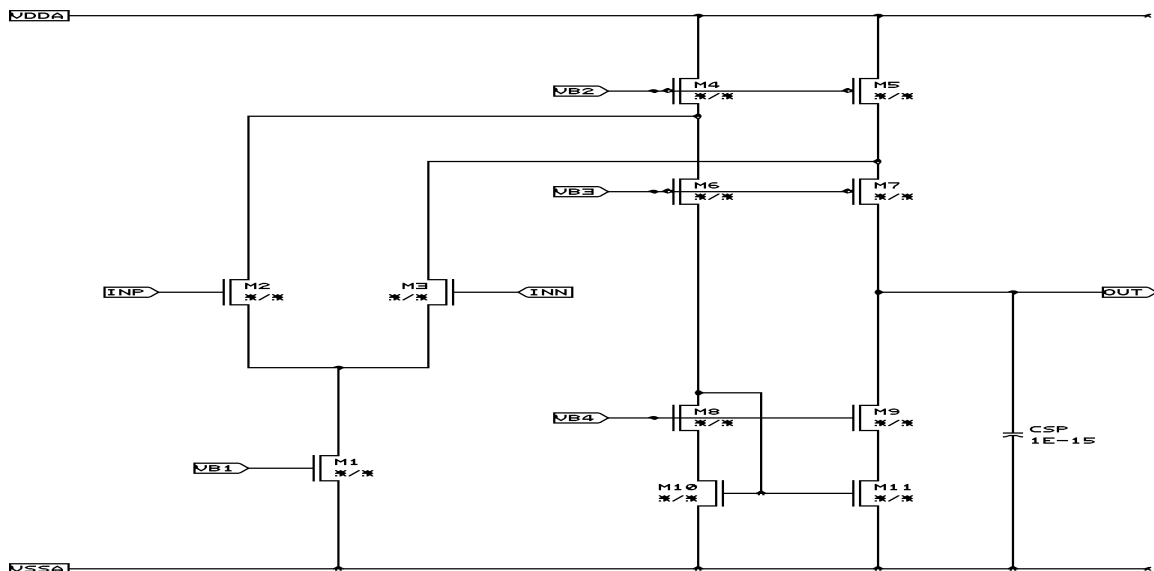 VDDA
M4
*/*
M5
*/*
VB2
M6
*/*
M7
*/*
VB3
M2
*/*
M3
*/*
INP
INN
OUT
M8
*/*
M9
*/*
VB4
CSP
1E-15
M1
*/*
VB1
M10
*/*
M11
*/*
VSSA